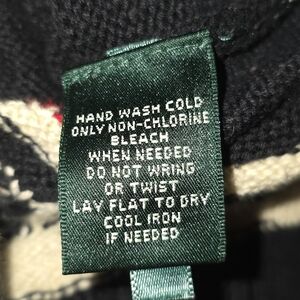 HAND WASH COLD
ONLY NON-CHLORINE
BLEACH
WHEN NEEDED
DO NOT WRING
OR TWIST
LAY FLAT TO DRY
COOL IRON
IF NEEDED